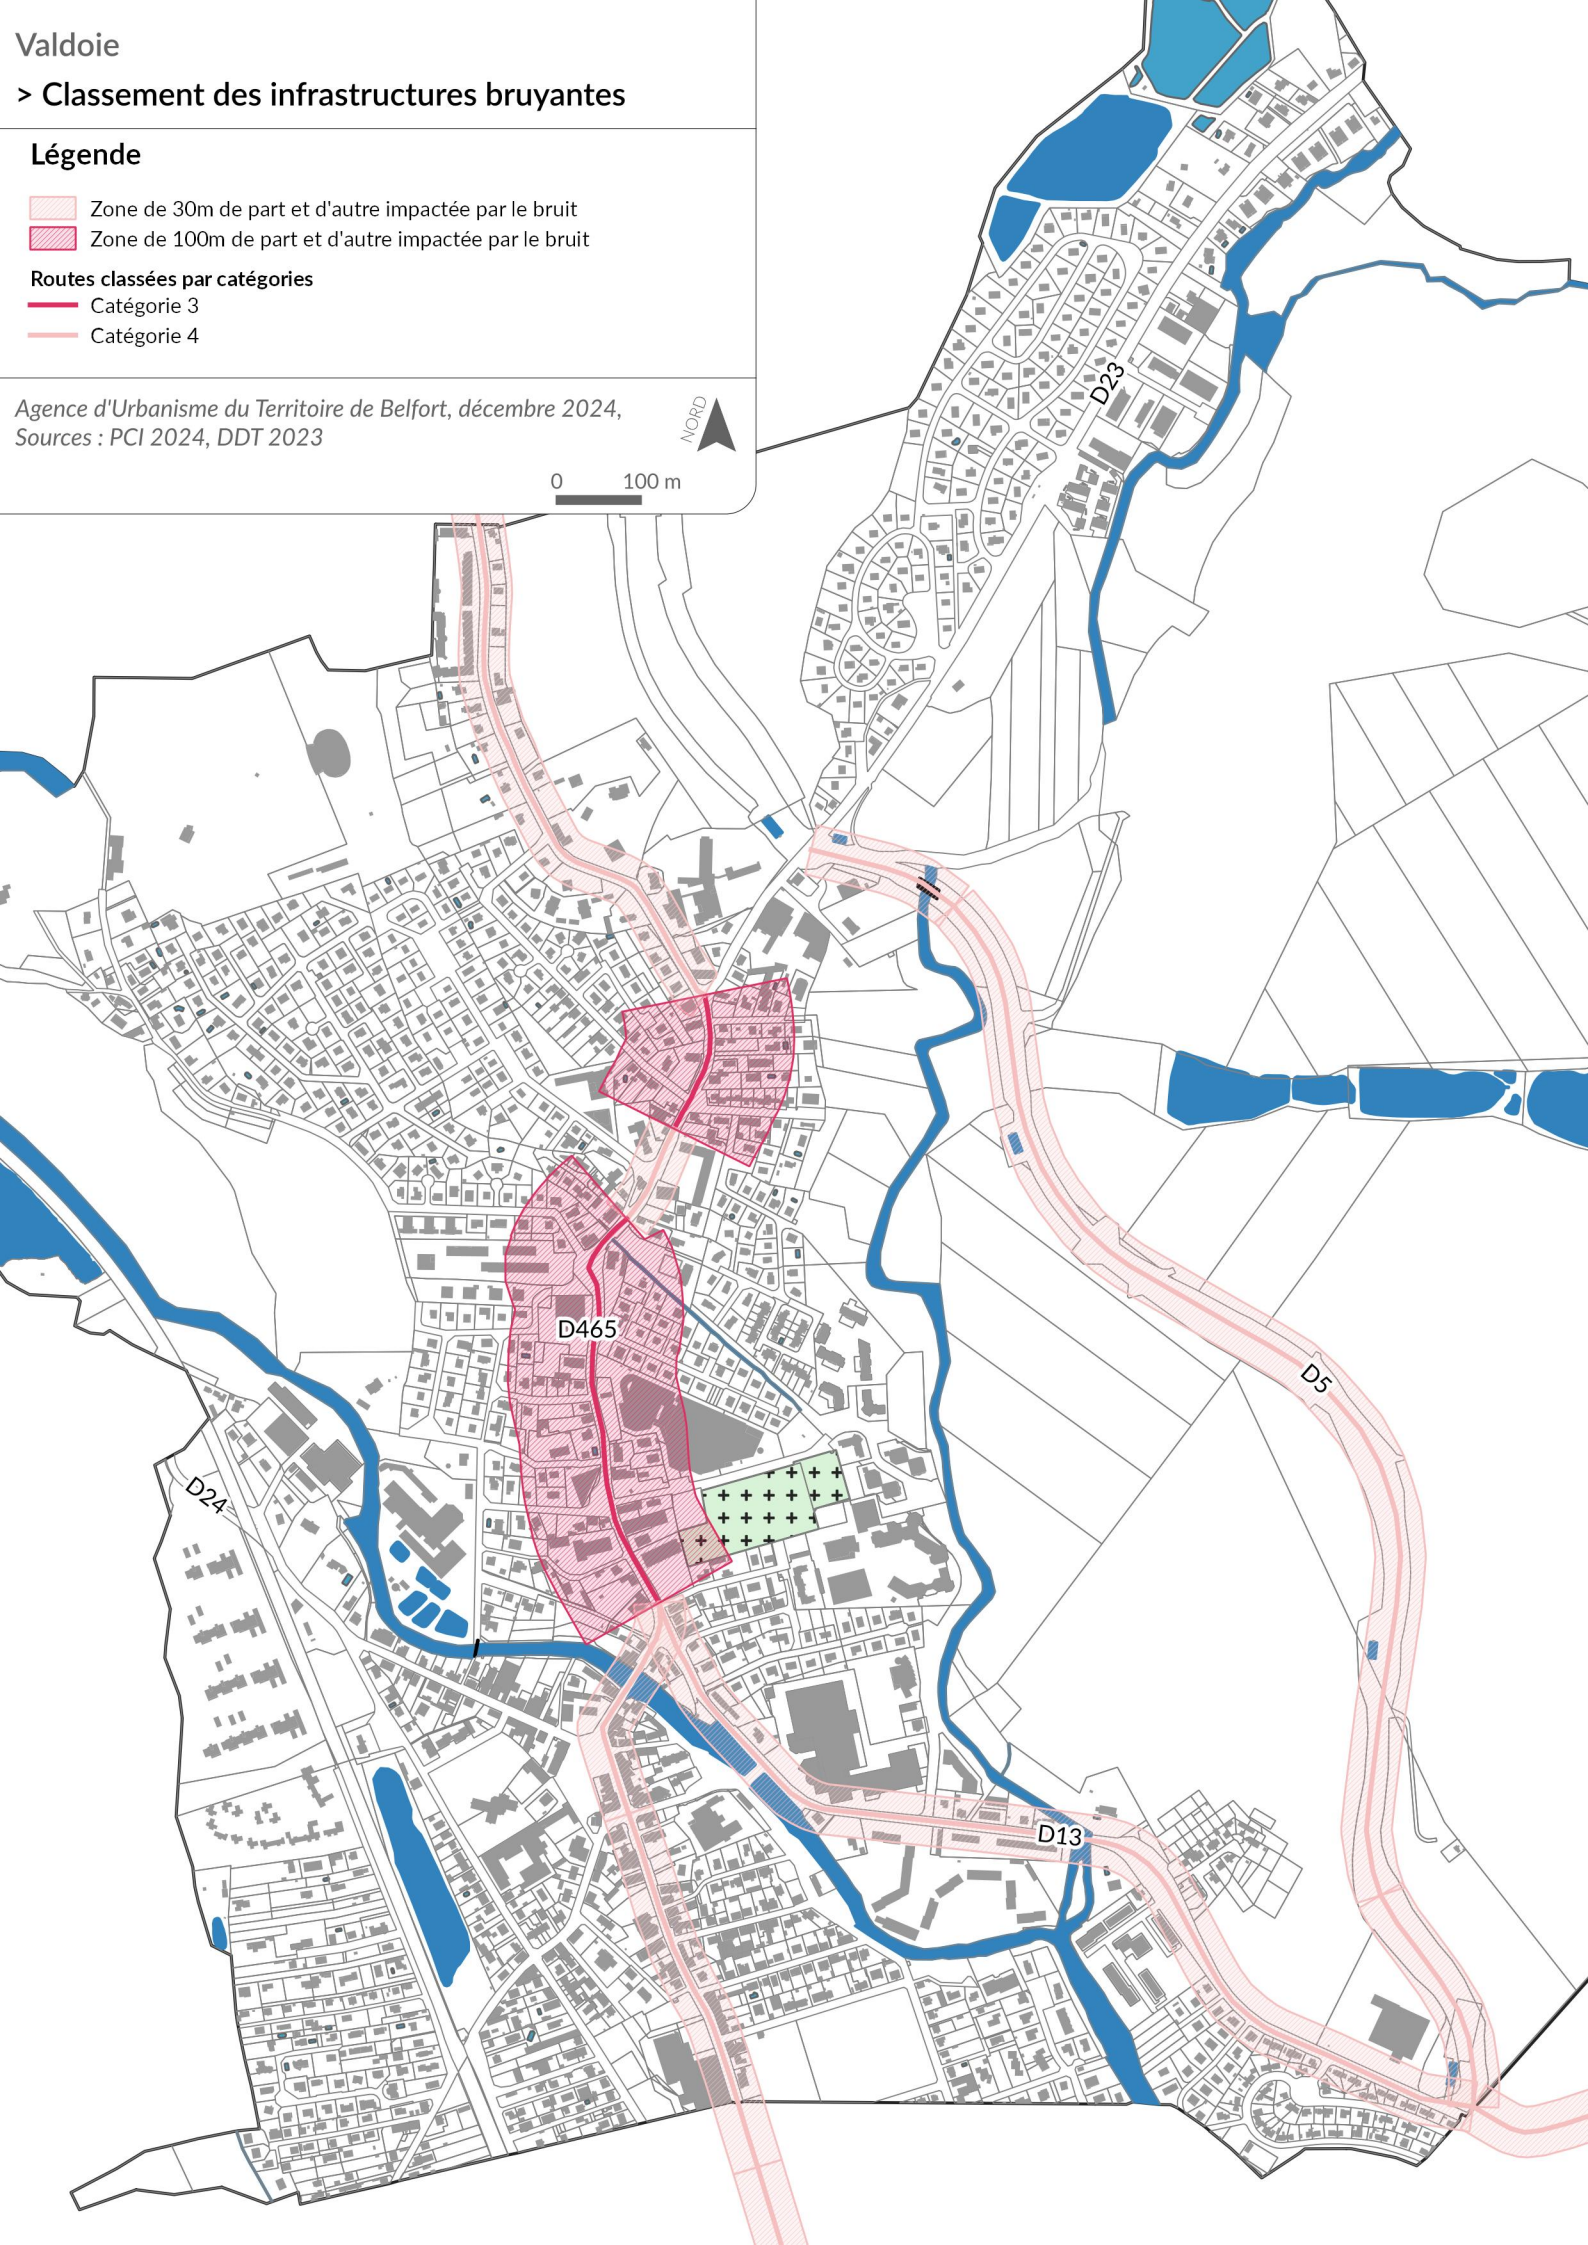 Valdoie
> Classement des infrastructures bruyantes
Légende
Zone de 30m de part et d'autre impactée par le bruit
Zone de 100m de part et d'autre impactée par le bruit
Routes classées par catégories
Catégorie 3
Catégorie 4
Agence d'Urbanisme du Territoire de Belfort, décembre 2024,
Sources : PCI 2024, DDT 2023
NORD
0 100 m
D23
D465
D5
D24
D13